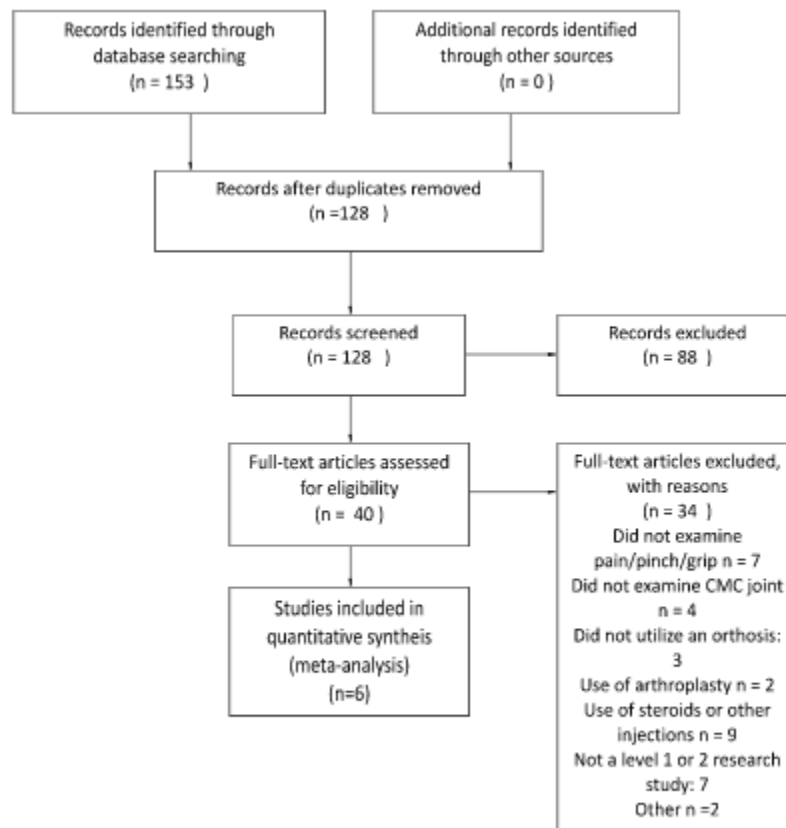 Records identified through
database searching
(n = 153 )
Additional records identified
through other sources
(n = 0 )
Records after duplicates removed
(n =128 )
Records screened
(n = 128 )
Records excluded
(n = 88 )
Full-text articles assessed
for eligibility
(n = 40 )
Full-text articles excluded,
with reasons
(n = 34 )
Did not examine
pain/pinch/grip n = 7
Did not examine CMC joint
n = 4
Did not utilize an orthosis:
3
Use of arthroplasty n = 2
Use of steroids or other
injections n = 9
Not a level 1 or 2 research
study: 7
Other n =2
Studies included in
quantitative syntheis
(meta-analysis)
(n=6)